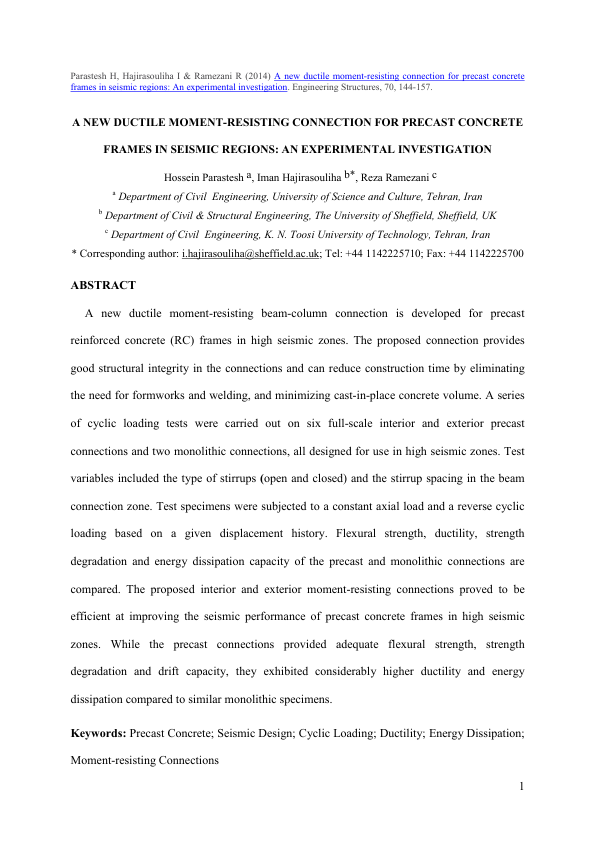 Parastesh H, Hajirasouliha I & Ramezani R (2014) A new ductile moment-resisting connection for precast concrete
frames in seismic regions: An experimental investigation. Engineering Structures, 70, 144-157.
A NEW DUCTILE MOMENT-RESISTING CONNECTION FOR PRECAST CONCRETE
FRAMES IN SEISMIC REGIONS: AN EXPERIMENTAL INVESTIGATION
Hossein Parastesh a, Iman Hajirasouliha b*, Reza Ramezani c
a Department of Civil Engineering, University of Science and Culture, Tehran, Iran
b Department of Civil & Structural Engineering, The University of Sheffield, Sheffield, UK
c Department of Civil Engineering, K. N. Toosi University of Technology, Tehran, Iran
* Corresponding author: i.hajirasouliha@sheffield.ac.uk; Tel: +44 1142225710; Fax: +44 1142225700
ABSTRACT
A new ductile moment-resisting beam-column connection is developed for precast
reinforced concrete (RC) frames in high seismic zones. The proposed connection provides
good structural integrity in the connections and can reduce construction time by eliminating
the need for formworks and welding, and minimizing cast-in-place concrete volume. A series
of cyclic loading tests were carried out on six full-scale interior and exterior precast
connections and two monolithic connections, all designed for use in high seismic zones. Test
variables included the type of stirrups (open and closed) and the stirrup spacing in the beam
connection zone. Test specimens were subjected to a constant axial load and a reverse cyclic
loading based on a given displacement history. Flexural strength, ductility, strength
degradation and energy dissipation capacity of the precast and monolithic connections are
compared. The proposed interior and exterior moment-resisting connections proved to be
efficient at improving the seismic performance of precast concrete frames in high seismic
zones. While the precast connections provided adequate flexural strength, strength
degradation and drift capacity, they exhibited considerably higher ductility and energy
dissipation compared to similar monolithic specimens.
Keywords: Precast Concrete; Seismic Design; Cyclic Loading; Ductility; Energy Dissipation;
Moment-resisting Connections
1